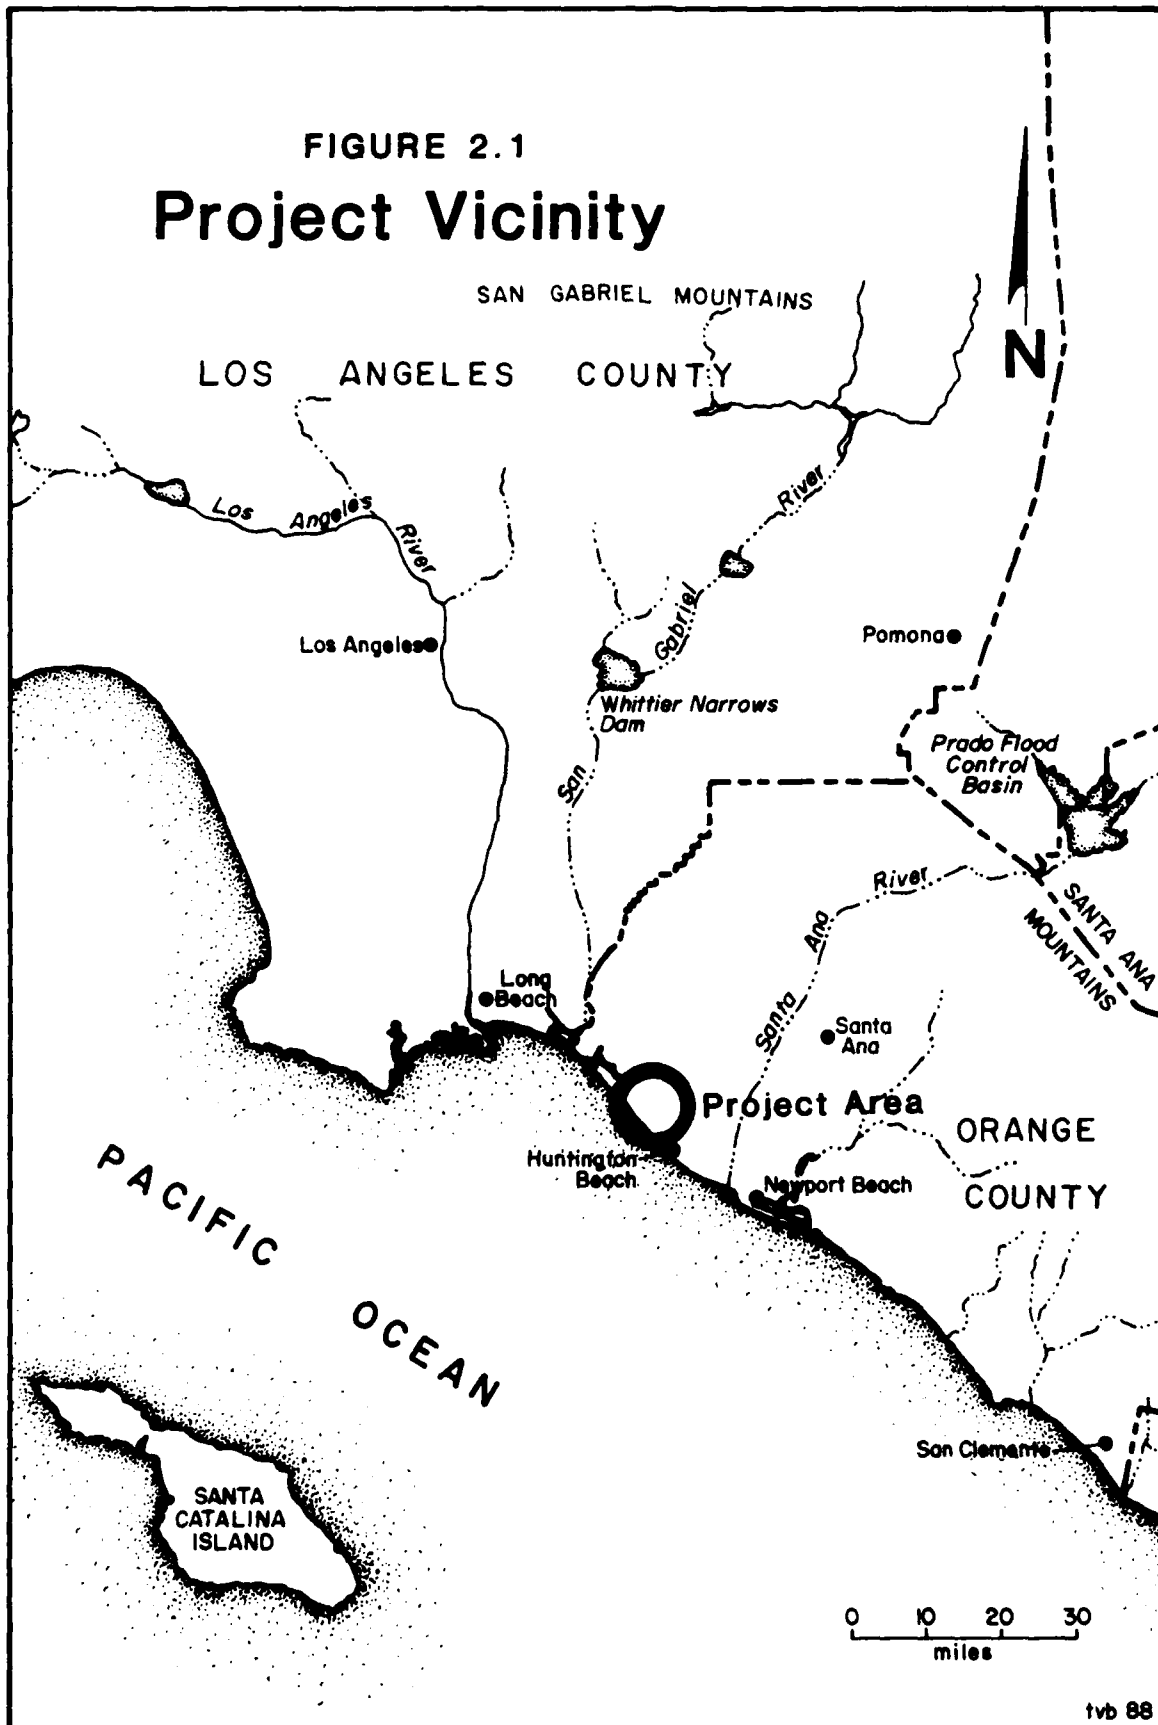 FIGURE 2.1
Project Vicinity
SAN GABRIEL MOUNTAINS
LOS ANGELES COUNTY
N
Los Angeles River
San Gabriel River
Los Angeles
Pomona
Whittier Narrows
Dam
Prado Flood
Control
Basin
Santa Ana River
SANTA ANA
MOUNTAINS
Long
Beach
Santa
Ana
Project Area
ORANGE
COUNTY
Huntington
Beach
Newport Beach
PACIFIC
OCEAN
San Clemente
SANTA
CATALINA
ISLAND
0 10 20 30
miles
tvb 88